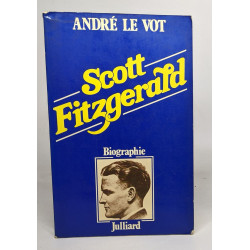 ANDRÉ LE VOT
Scott
Fitzgerald
Biographie
Julliard